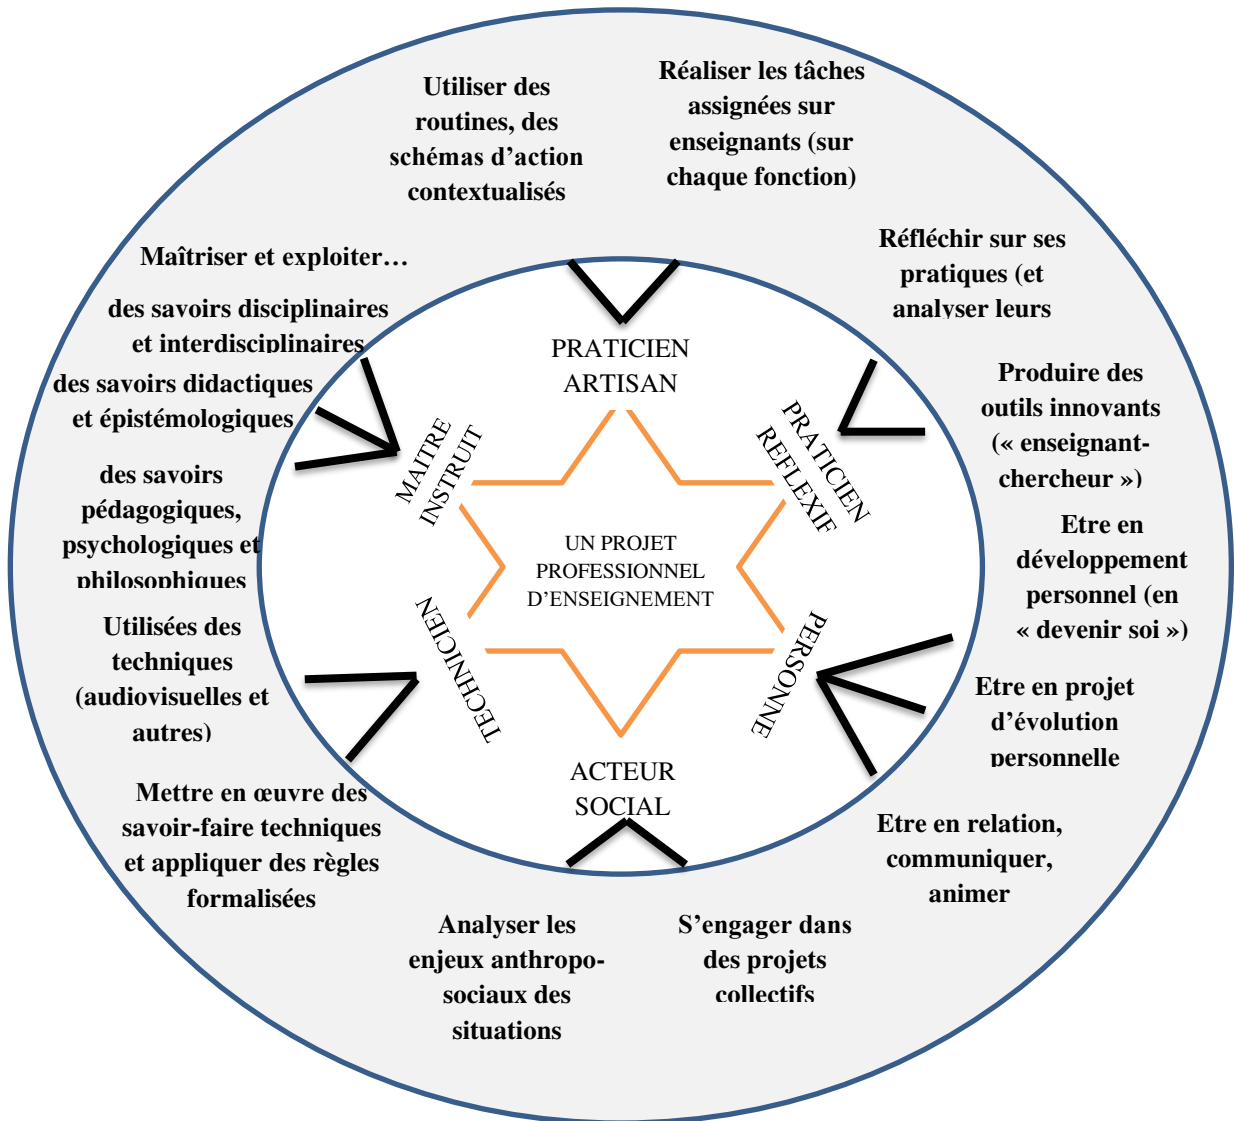 Utiliser des
routines, des
schémas d'action
contextualisés
Réaliser les tâches
assignées sur
enseignants (sur
chaque fonction)
Réfléchir sur ses
pratiques (et
analyser leurs
Produire des
outils innovants
(« enseignant-
chercheur »)
Etre en
développement
personnel (en
« devenir soi »)
Etre en projet
d'évolution
personnelle
Etre en relation,
communiquer,
animer
S'engager dans
des projets
collectifs
Analyser les
enjeux anthropo-
sociaux des
situations
Mettre en œuvre des
savoir-faire techniques
et appliquer des règles
formalisées
Utilisées des
techniques
(audiovisuelles et
autres)
Maîtriser et exploiter…
des savoirs disciplinaires
et interdisciplinaires
des savoirs didactiques
et épistémologiques
des savoirs
pédagogiques,
psychologiques et
philosophiques
PRATICIEN
ARTISAN
PRATICIEN
REFLEXIF
PERSONNE
ACTEUR
SOCIAL
TECHNICIEN
MAITRE
INSTRUIT
UN PROJET
PROFESSIONNEL
D'ENSEIGNEMENT